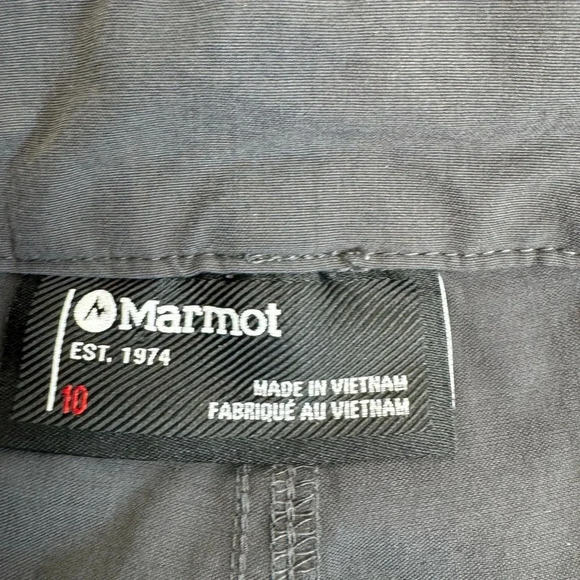 Marmot
EST. 1974
10
MADE IN VIETNAM
FABRIQUÉ AU VIETNAM